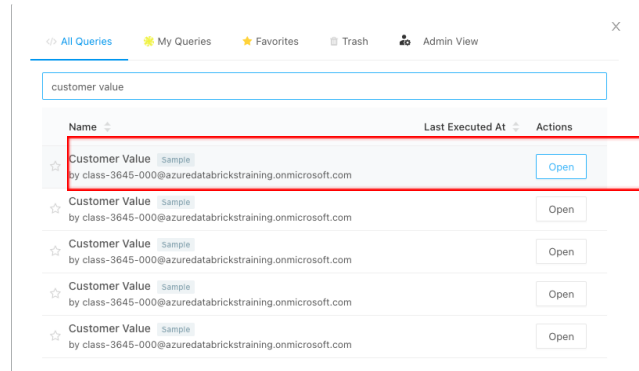 All Queries My Queries Favorites Trash Admin View
customer value
Name Last Executed At Actions
Customer Value Sample
by class-3645-000@azuredatabrickstraining.onmicrosoft.com
Open
Customer Value Sample
by class-3645-000@azuredatabrickstraining.onmicrosoft.com
Open
Customer Value Sample
by class-3645-000@azuredatabrickstraining.onmicrosoft.com
Open
Customer Value Sample
by class-3645-000@azuredatabrickstraining.onmicrosoft.com
Open
Customer Value Sample
by class-3645-000@azuredatabrickstraining.onmicrosoft.com
Open